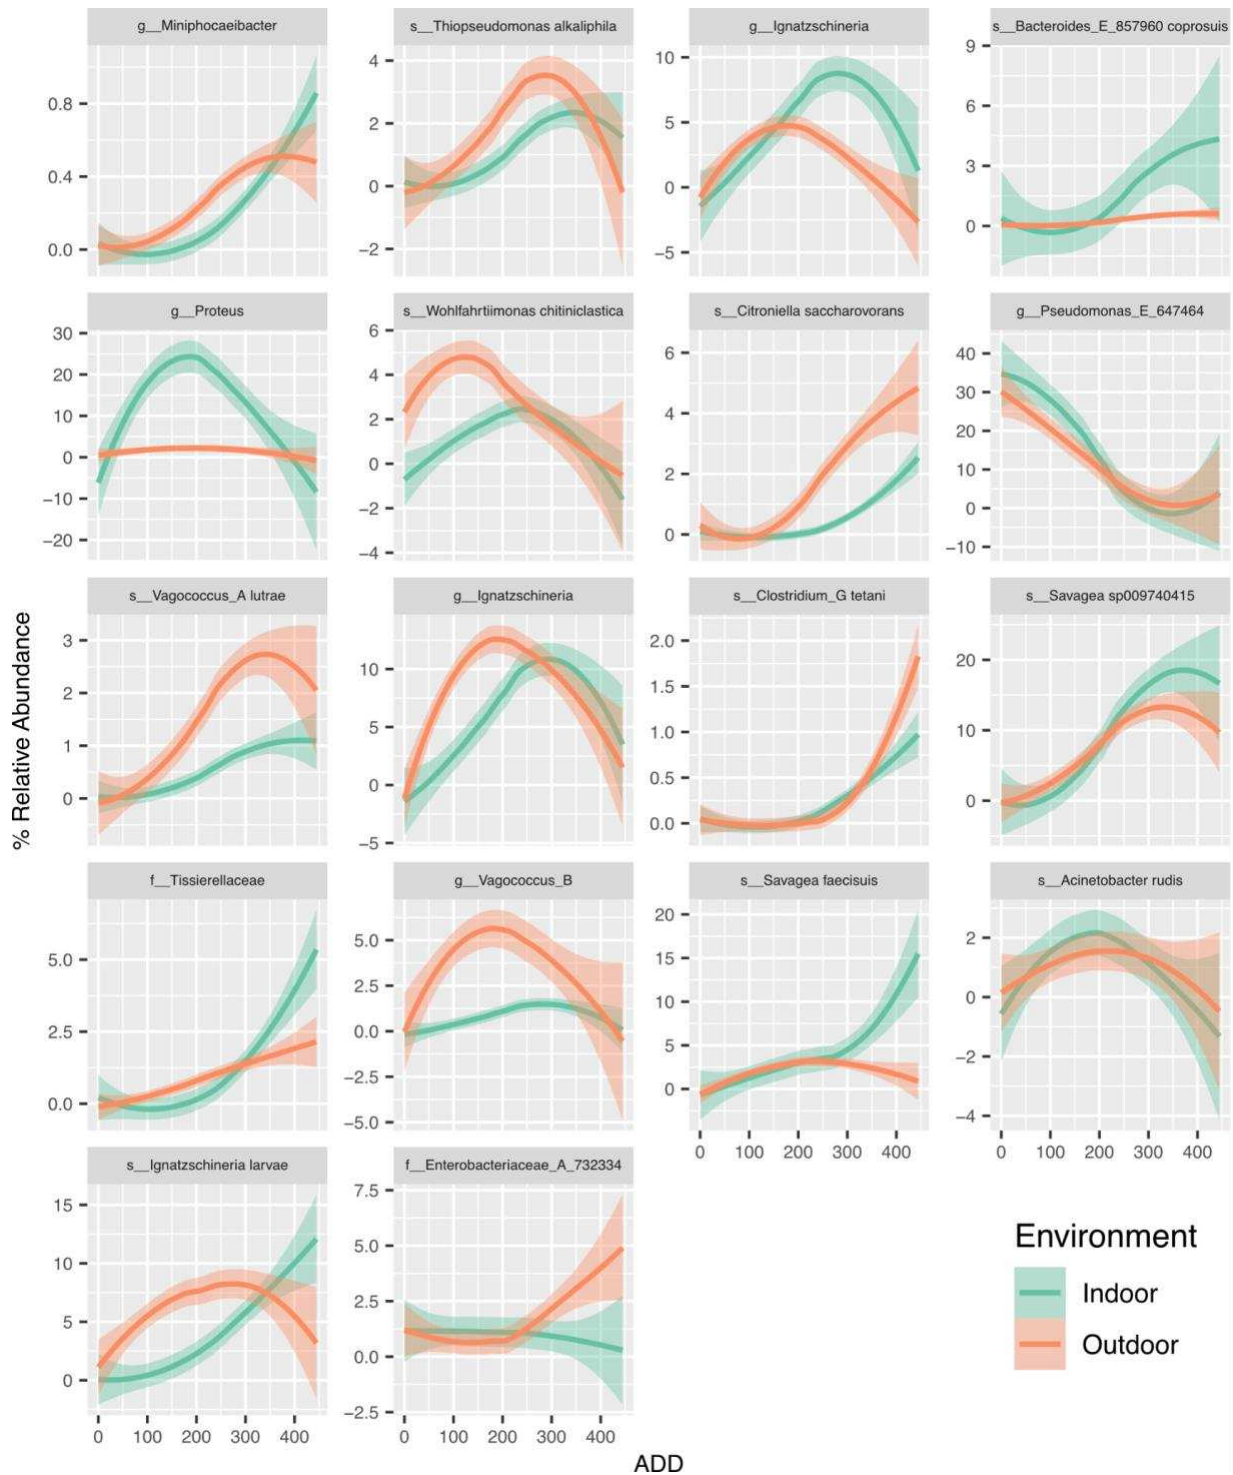 g__Miniphocaeibacter
s__Thiopseudomonas alkaliphila
g__Ignatzschineria
s__Bacteroides_E_857960 coprosuis
0.8
0.4
0.0
4
2
0
−2
10
5
0
−5
9
6
3
0
g__Proteus
s__Wohlfahrtiimonas chitiniclastica
s__Citroniella saccharovorans
g__Pseudomonas_E_647464
30
20
10
0
−10
−20
6
4
2
0
−2
−4
6
4
2
0
40
30
20
10
0
−10
s__Vagococcus_A lutrae
g__Ignatzschineria
s__Clostridium_G tetani
s__Savagea sp009740415
3
2
1
0
10
5
0
−5
2.0
1.5
1.0
0.5
0.0
20
10
0
% Relative Abundance
f__Tissierellaceae
g__Vagococcus_B
s__Savagea faecisuis
s__Acinetobacter rudis
5.0
2.5
0.0
5.0
2.5
0.0
−2.5
−5.0
20
15
10
5
0
2
0
−2
−4
0 100 200 300 400
0 100 200 300 400
s__Ignatzschineria larvae
f__Enterobacteriaceae_A_732334
15
10
5
0
7.5
5.0
2.5
0.0
−2.5
0 100 200 300 400
0 100 200 300 400
ADD
Environment
Indoor
Outdoor